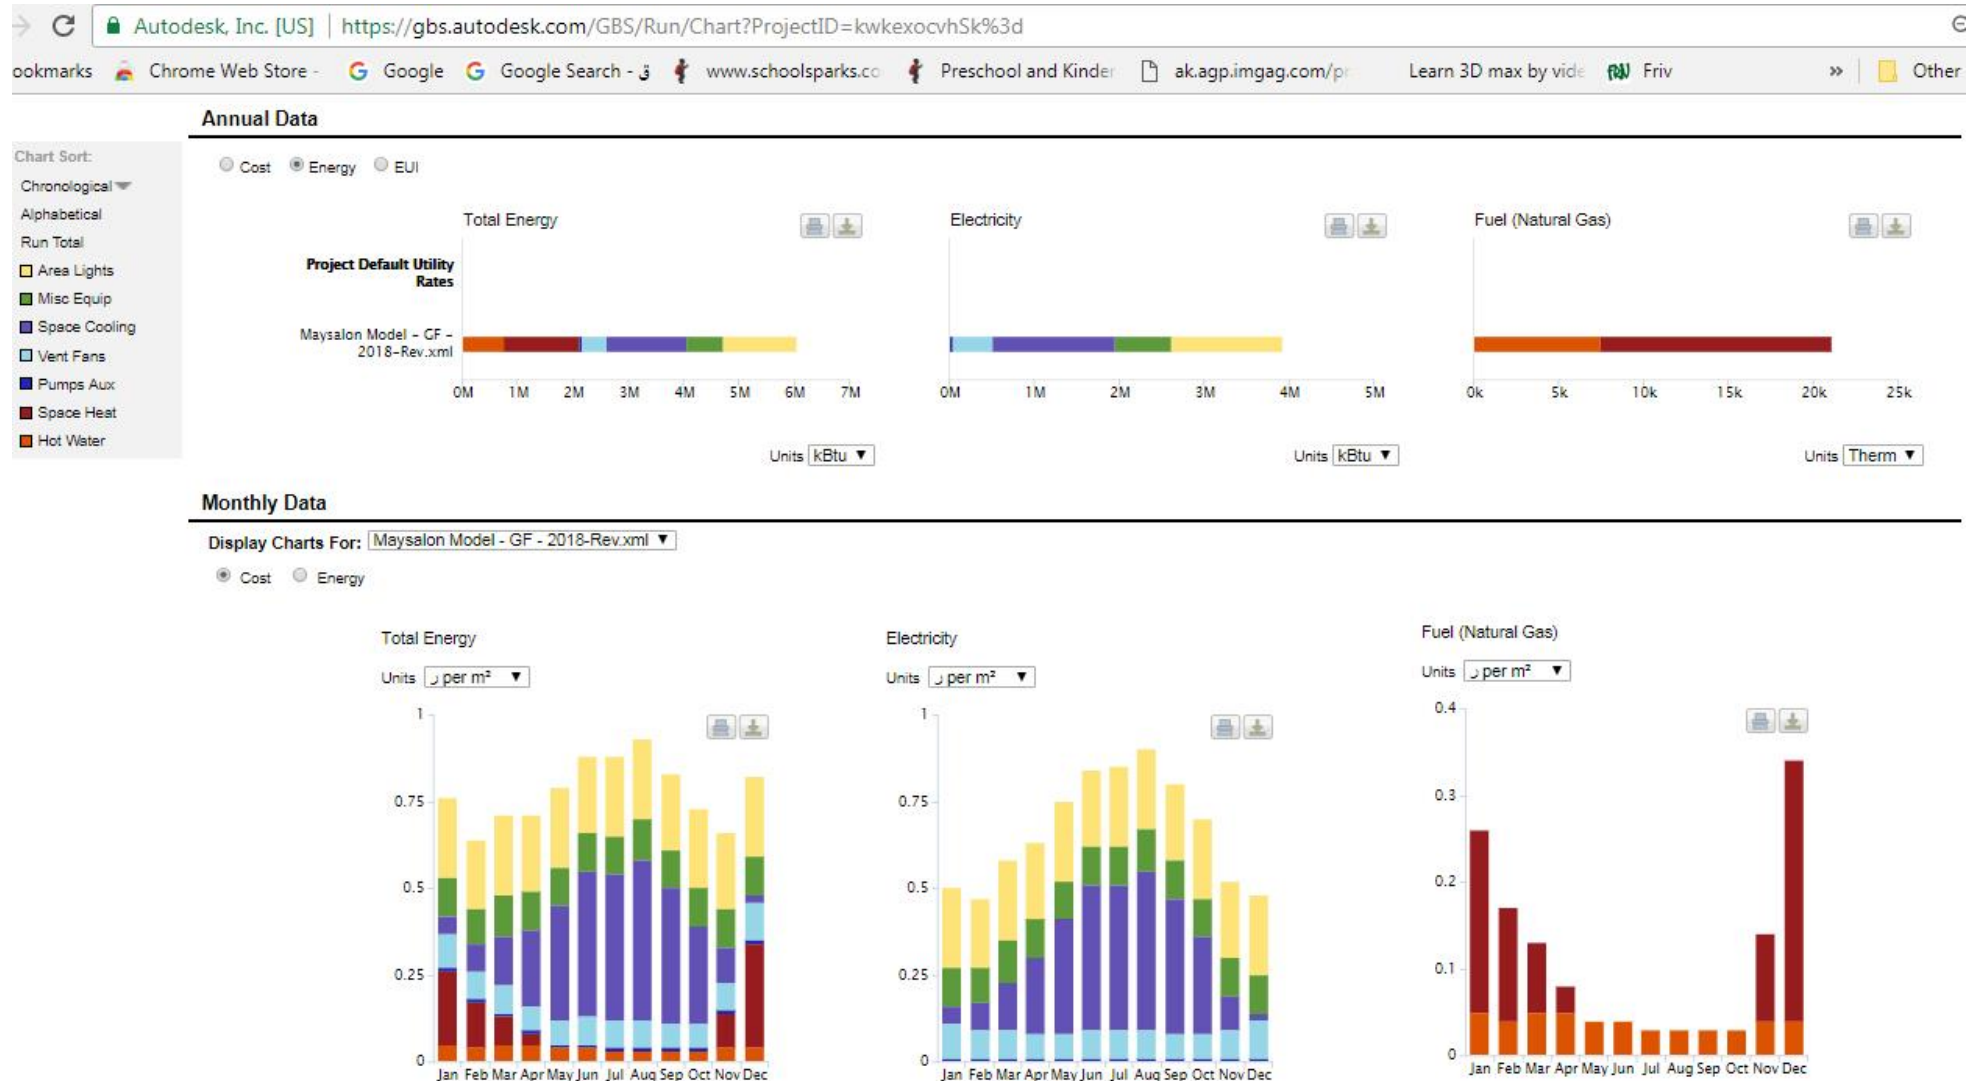 Autodesk, Inc. [US] | https://gbs.autodesk.com/GBS/Run/Chart?ProjectID=kwkexocvhSk%3d
ookmarks Chrome Web Store - Google Google Search - ق www.schoolsparks.co Preschool and Kinder ak.agp.imgag.com/pr Learn 3D max by vide Friv » Other
Annual Data
Chart Sort:
Chronological
Alphabetical
Run Total
Area Lights
Misc Equip
Space Cooling
Vent Fans
Pumps Aux
Space Heat
Hot Water
Cost Energy EUI
Total Energy
Project Default Utility
Rates
Maysalon Model - GF -
2018-Rev.xml
0M 1M 2M 3M 4M 5M 6M 7M
Units kBtu ▼
Electricity
0M 1M 2M 3M 4M 5M
Units kBtu ▼
Fuel (Natural Gas)
0k 5k 10k 15k 20k 25k
Units Therm ▼
Monthly Data
Display Charts For: Maysalon Model - GF - 2018-Rev.xml ▼
Cost Energy
Total Energy
Units ر per m² ▼
1
0.75
0.5
0.25
0
Jan Feb Mar Apr May Jun Jul Aug Sep Oct Nov Dec
Electricity
Units ر per m² ▼
1
0.75
0.5
0.25
0
Jan Feb Mar Apr May Jun Jul Aug Sep Oct Nov Dec
Fuel (Natural Gas)
Units ر per m² ▼
0.4
0.3
0.2
0.1
0
Jan Feb Mar Apr May Jun Jul Aug Sep Oct Nov Dec